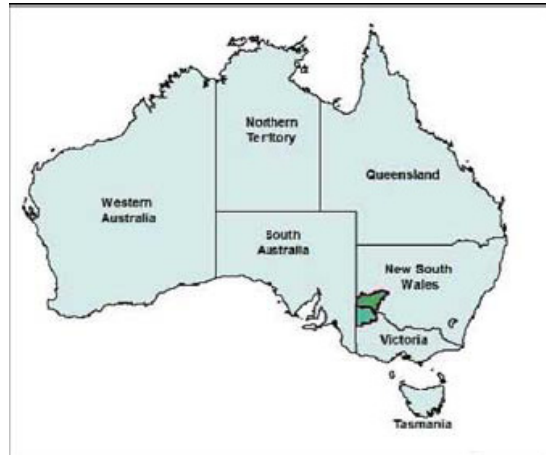 Northern
Territory
Queensland
Western
Australia
South
Australia
New South
Wales
Victoria
Tasmania